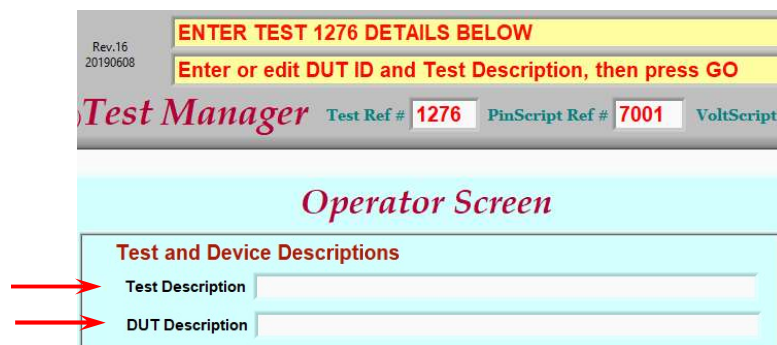 Rev.16
20190608
ENTER TEST 1276 DETAILS BELOW
Enter or edit DUT ID and Test Description, then press GO
Test Manager Test Ref # 1276 PinScript Ref # 7001 VoltScript
Operator Screen
Test and Device Descriptions
Test Description
DUT Description